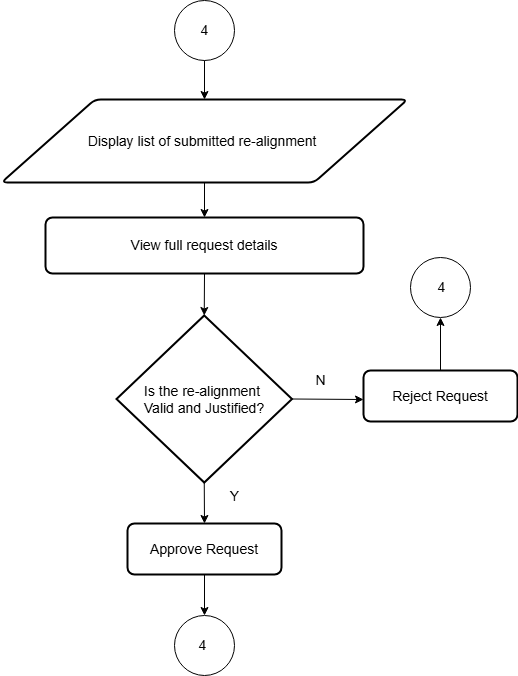 4
Display list of submitted re-alignment
View full request details
4
Is the re-alignment
Valid and Justified?
N
Reject Request
Y
Approve Request
4